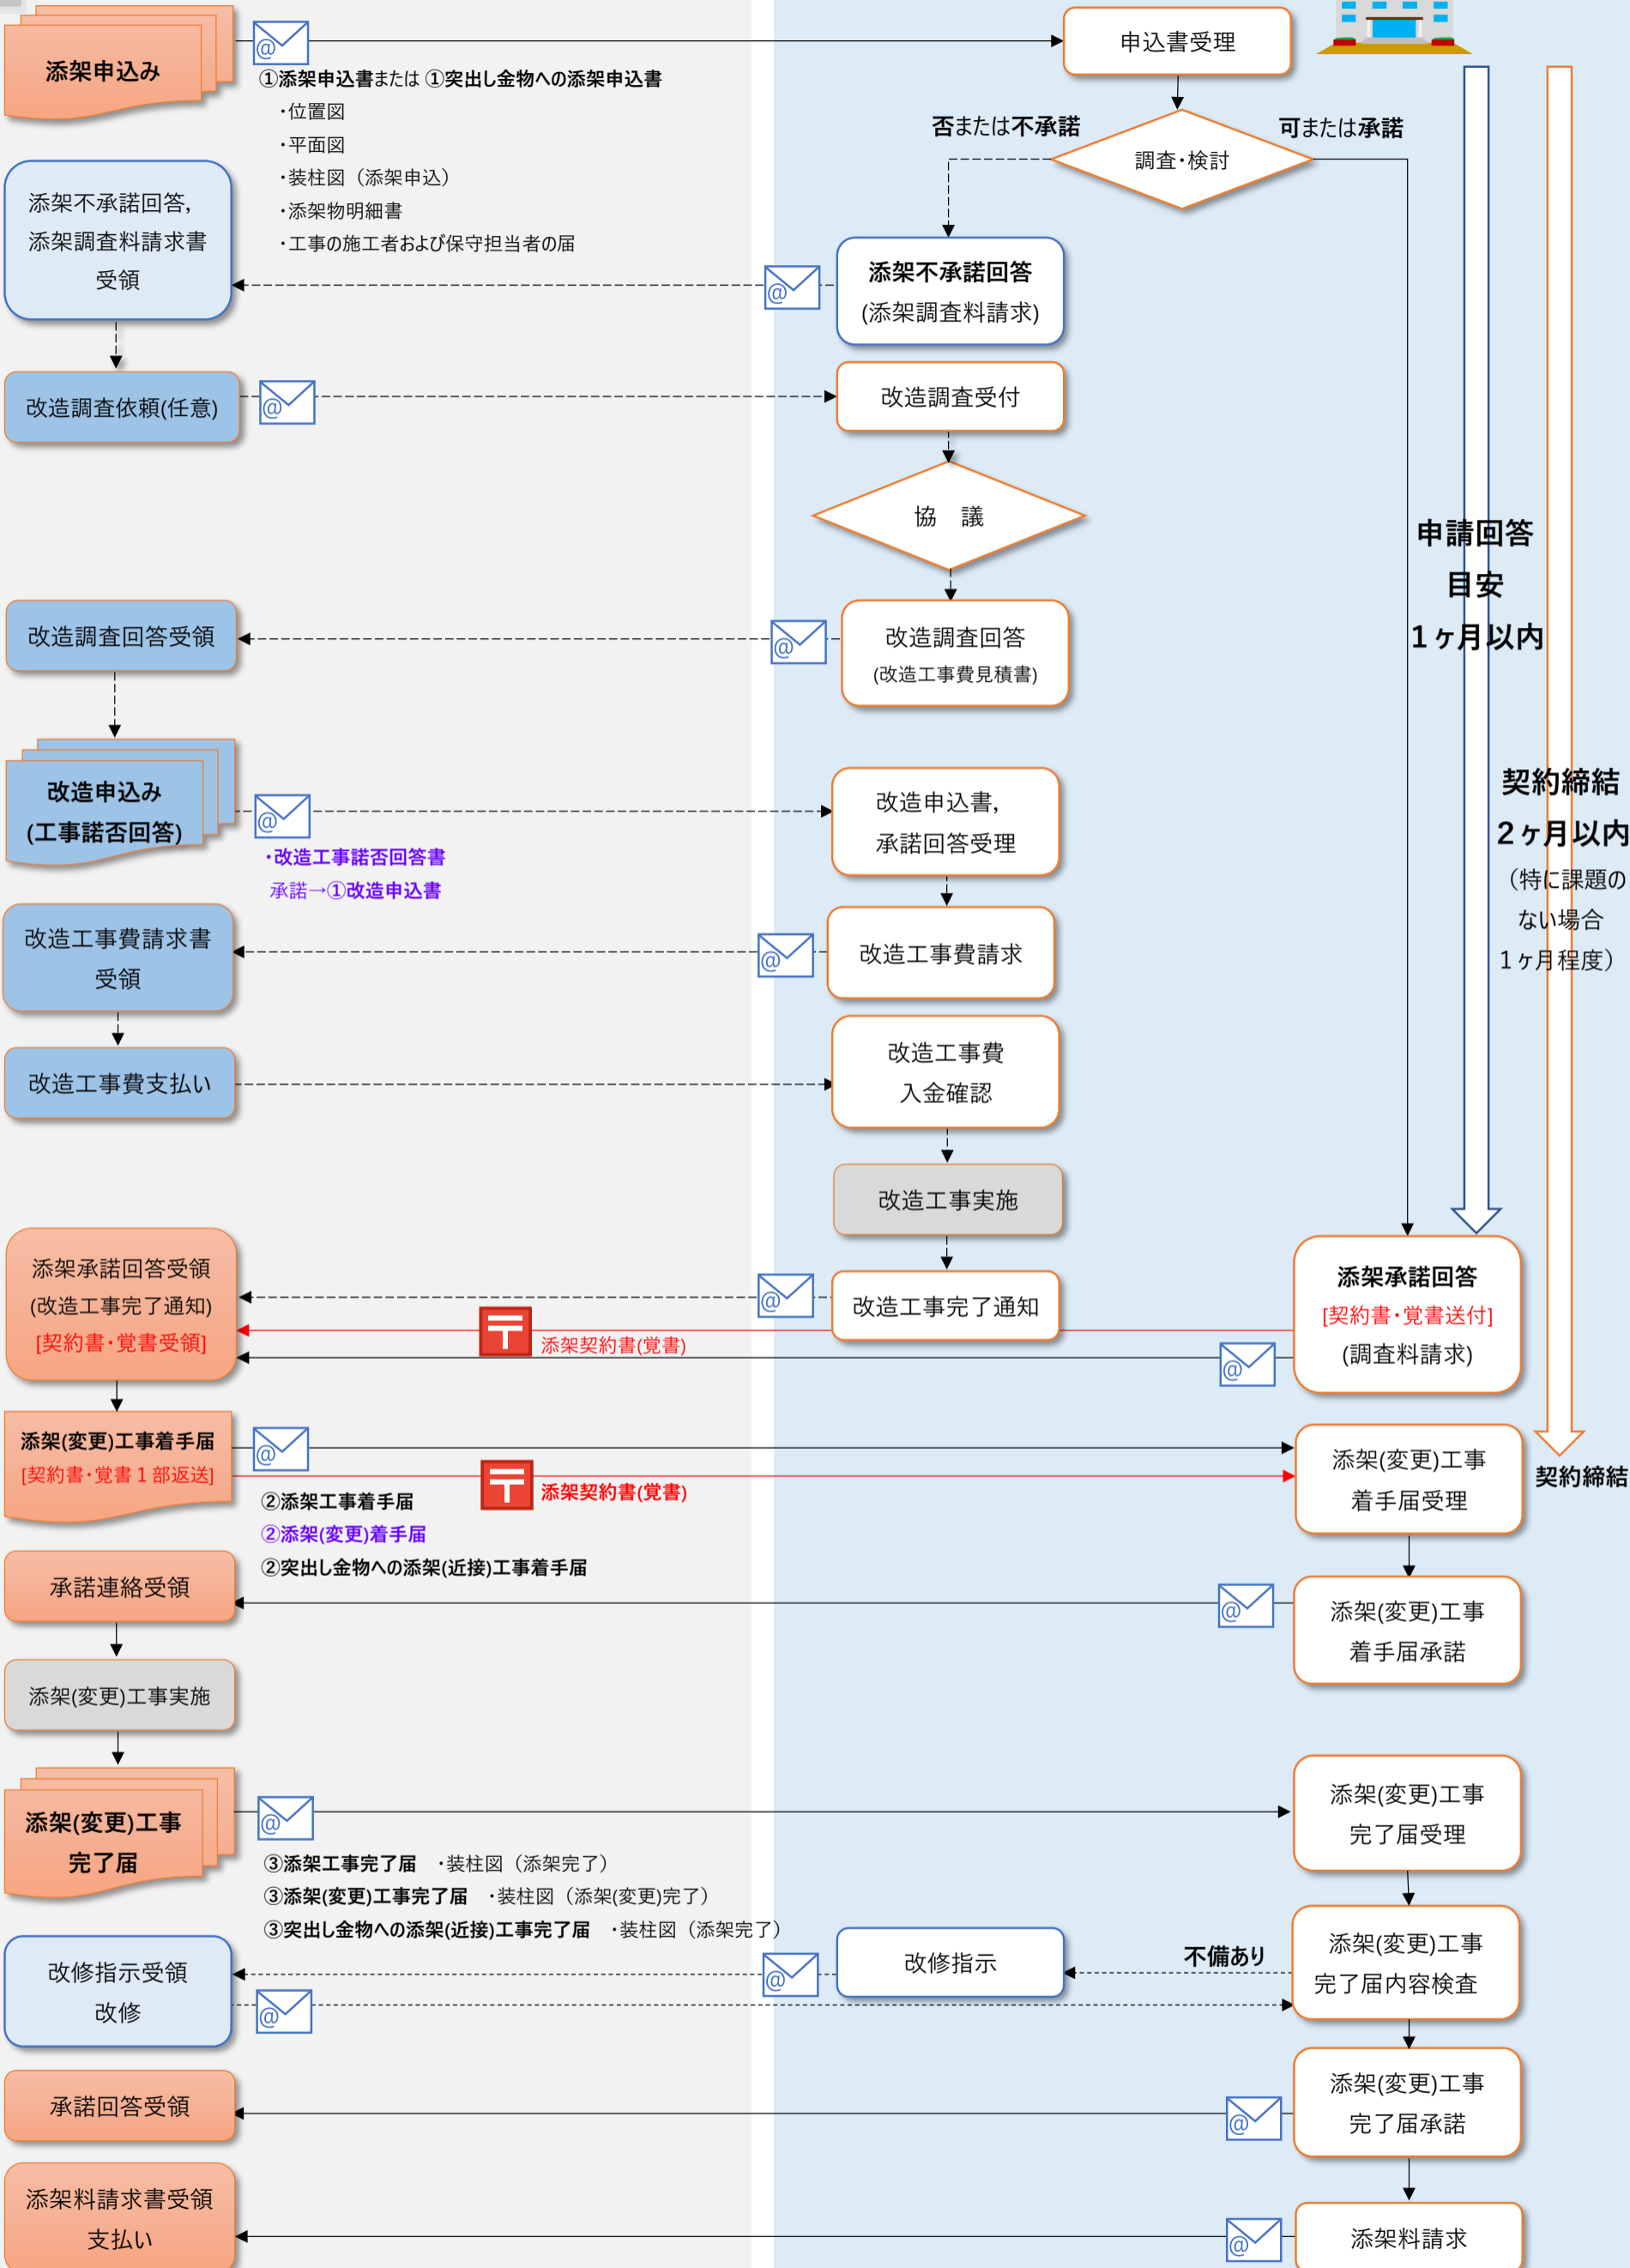 添架申込み
①添架申込書または ①突出し金物への添架申込書
・位置図
・平面図
・装柱図（添架申込）
・添架物明細書
・工事の施工者および保守担当者の届
申込書受理
否または不承諾
可または承諾
調査・検討
添架不承諾回答，
添架調査料請求書
受領
添架不承諾回答
(添架調査料請求)
改造調査依頼(任意)
改造調査受付
協　議
申請回答
目安
1ヶ月以内
改造調査回答受領
改造調査回答
(改造工事費見積書)
改造申込み
(工事諾否回答)
・改造工事諾否回答書
承諾→①改造申込書
改造申込書，
承諾回答受理
契約締結
2ヶ月以内
（特に課題の
ない場合
1ヶ月程度）
改造工事費請求書
受領
改造工事費請求
改造工事費支払い
改造工事費
入金確認
改造工事実施
添架承諾回答受領
(改造工事完了通知)
[契約書・覚書受領]
改造工事完了通知
添架契約書(覚書)
添架承諾回答
[契約書・覚書送付]
(調査料請求)
添架(変更)工事着手届
[契約書・覚書１部返送]
添架契約書(覚書)
②添架工事着手届
②添架(変更)着手届
②突出し金物への添架(近接)工事着手届
添架(変更)工事
着手届受理
契約締結
承諾連絡受領
添架(変更)工事
着手届承諾
添架(変更)工事実施
添架(変更)工事
完了届
③添架工事完了届　・装柱図（添架完了）
③添架(変更)工事完了届　・装柱図（添架(変更)完了）
③突出し金物への添架(近接)工事完了届　・装柱図（添架完了）
添架(変更)工事
完了届受理
改修指示受領
改修
改修指示
不備あり
添架(変更)工事
完了届内容検査
承諾回答受領
添架(変更)工事
完了届承諾
添架料請求書受領
支払い
添架料請求